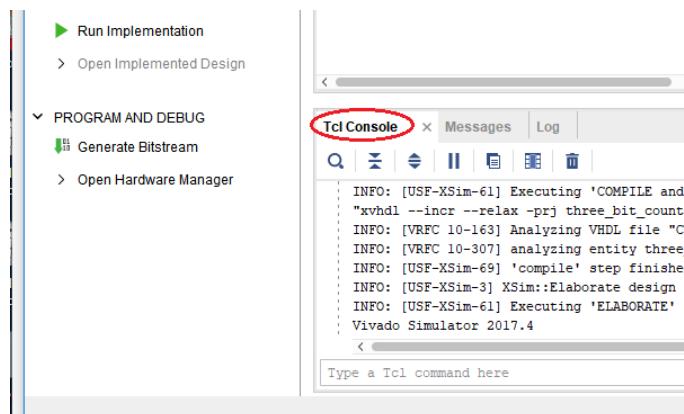 Run Implementation
Open Implemented Design
PROGRAM AND DEBUG
Generate Bitstream
Open Hardware Manager
Tcl Console Messages Log
INFO: [USF-XSim-61] Executing 'COMPILE and
"xvhdl --incr --relax -prj three_bit_count
INFO: [VRFC 10-163] Analyzing VHDL file "C
INFO: [VRFC 10-307] analyzing entity three
INFO: [USF-XSim-69] 'compile' step finishe
INFO: [USF-XSim-3] XSim::Elaborate design
INFO: [USF-XSim-61] Executing 'ELABORATE'
Vivado Simulator 2017.4
Type a Tcl command here